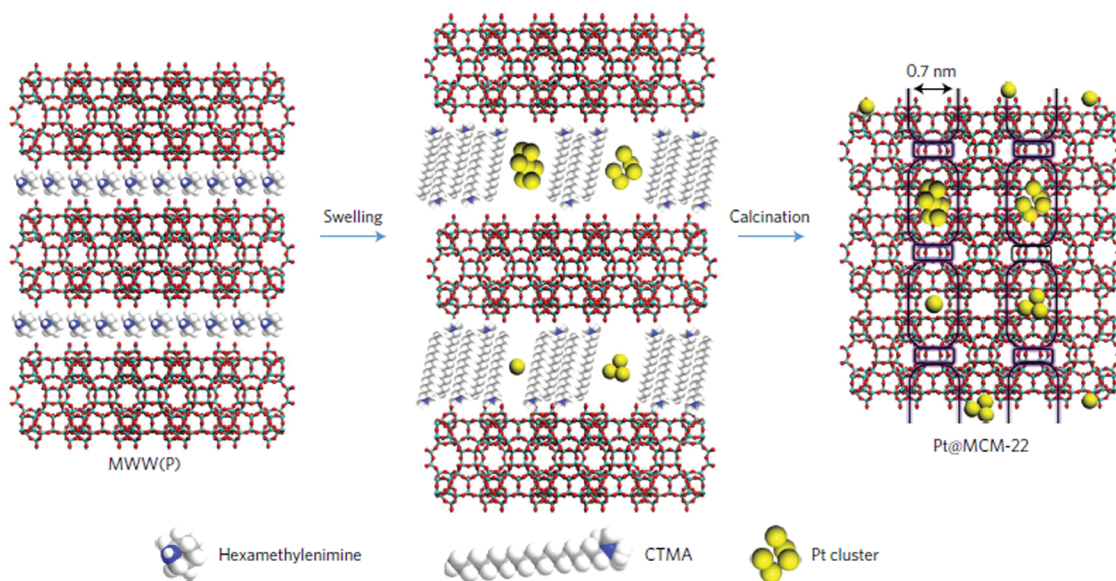 0.7 nm
Swelling
Calcination
MWW(P)
Pt@MCM-22
Hexamethylenimine
CTMA
Pt cluster